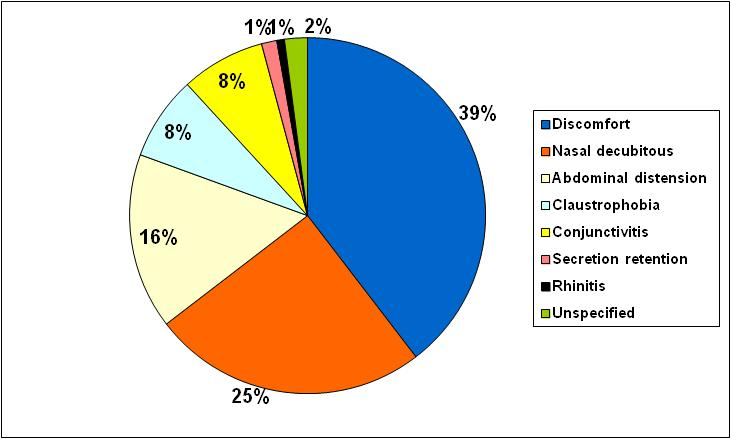 1% 1% 2%
39%
8%
8%
16%
25%
Discomfort
Nasal decubitous
Abdominal distension
Claustrophobia
Conjunctivitis
Secretion retention
Rhinitis
Unspecified